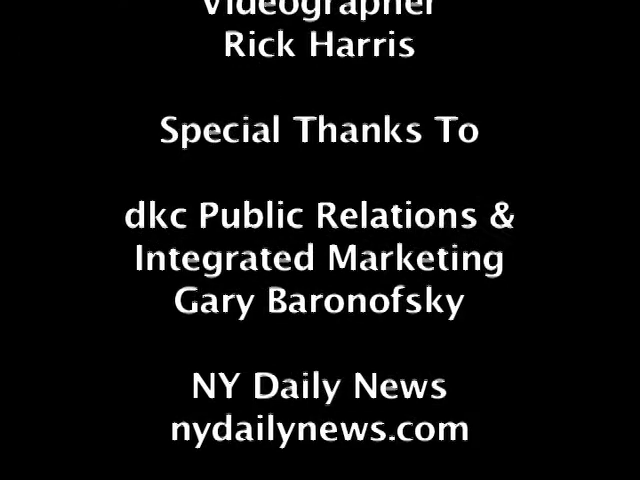 Videographer
Rick Harris
Special Thanks To
dkc Public Relations &
Integrated Marketing
Gary Baronofsky
NY Daily News
nydailynews.com